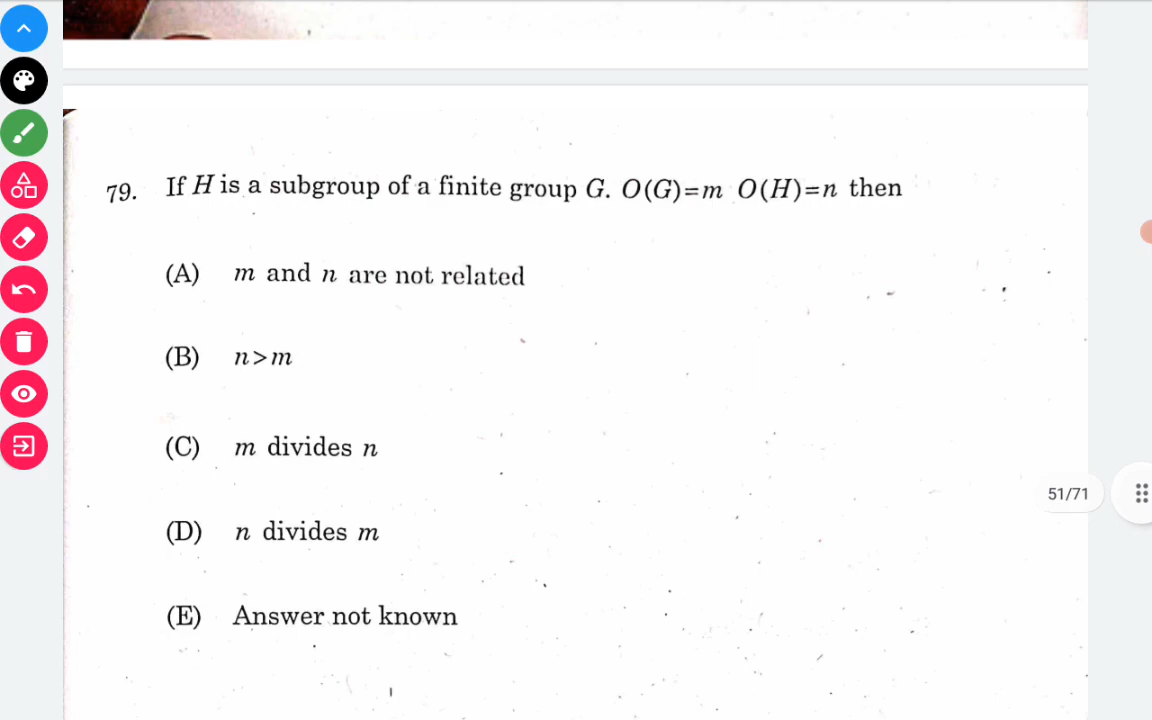 79. If H is a subgroup of a finite group G. O(G)=m O(H)=n then
(A) m and n are not related
(B) n>m
(C) m divides n
(D) n divides m
(E) Answer not known
51/71